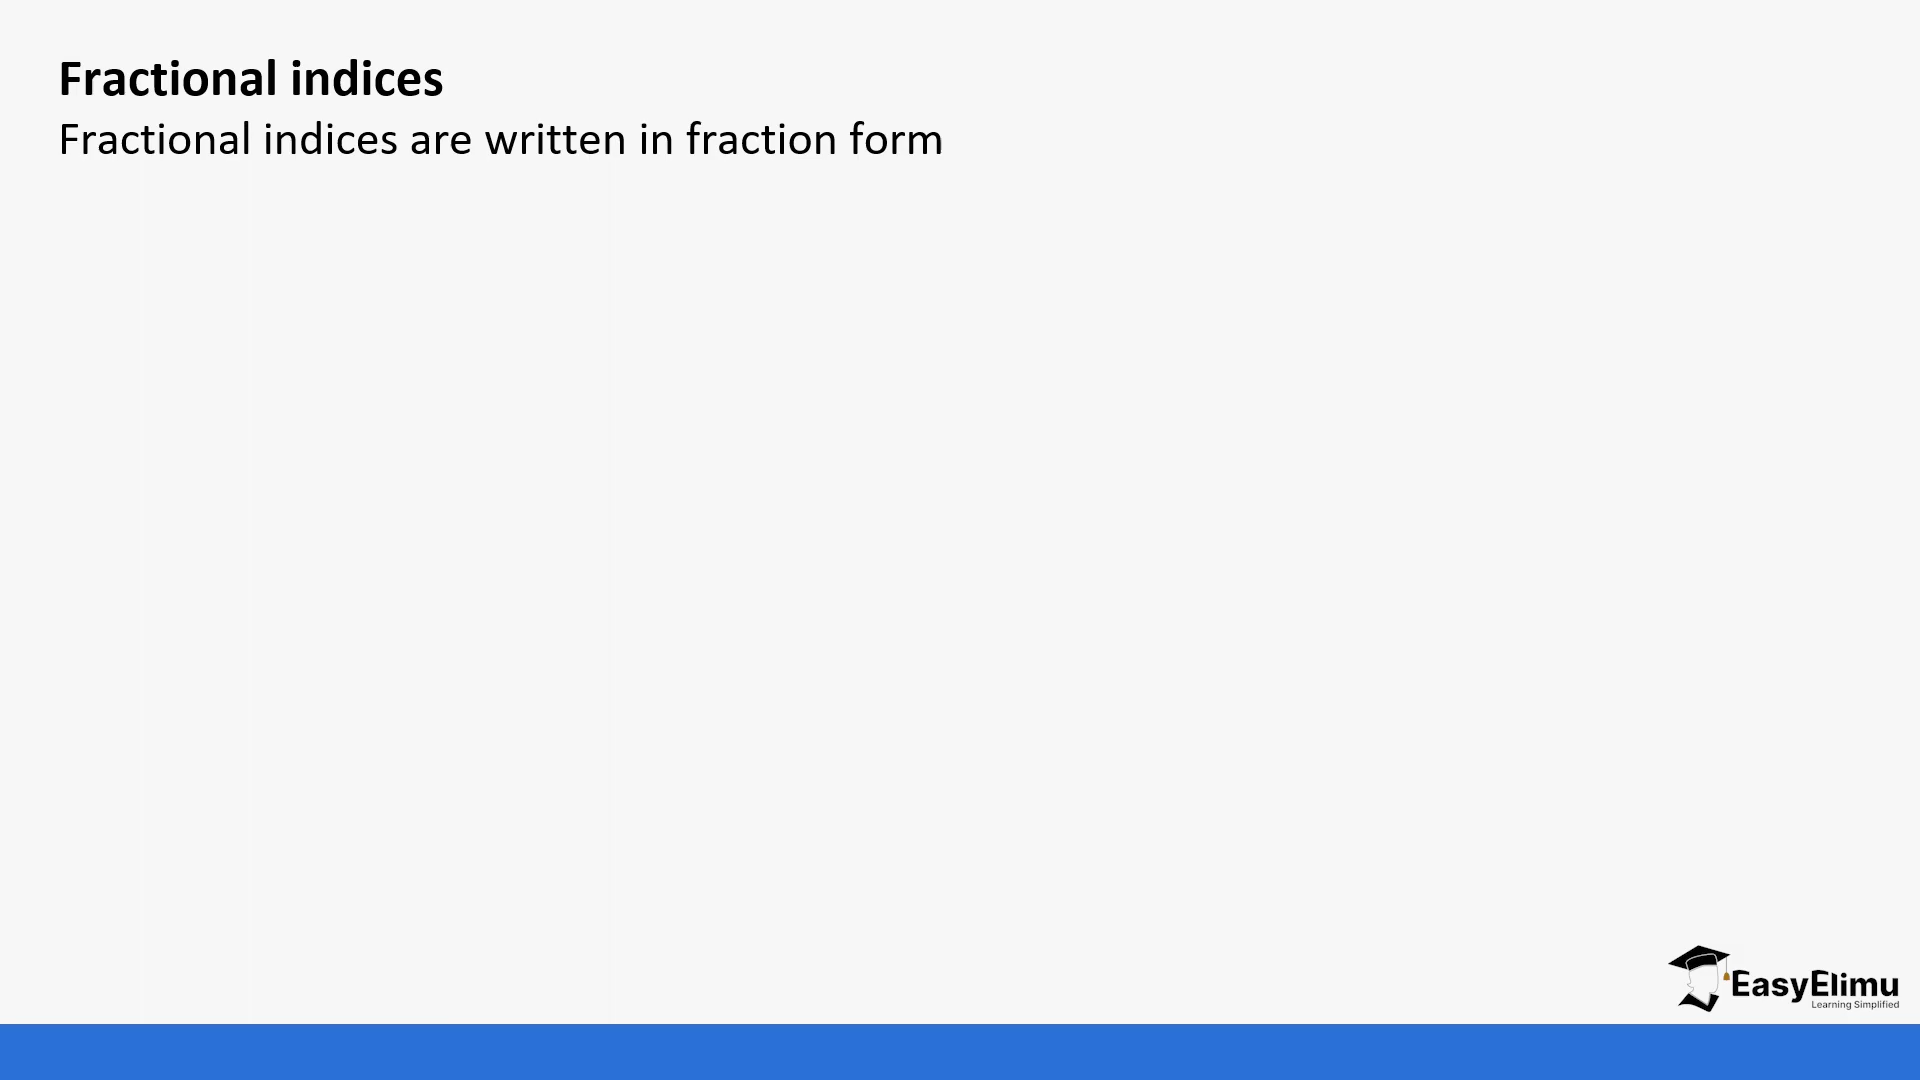 Fractional indices
Fractional indices are written in fraction form
EasyElimu
Learning Simplified